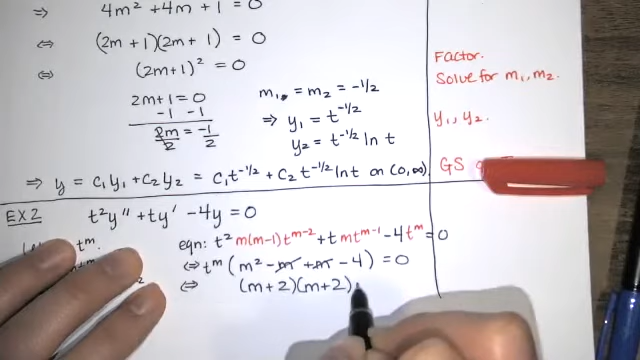 ⇒ 4m² + 4m + 1 = 0
⇔ (2m + 1)(2m + 1) = 0
⇔ (2m+1)² = 0
Factor.
Solve for m₁, m₂.
2m+1 = 0
-1 -1
2m = -1
2 2
m₁ = m₂ = -1/2
⇒ y₁ = t^(-1/2)
y₂ = t^(-1/2) ln t
y₁, y₂.
⇒ y = c₁y₁ + c₂y₂ = c₁t^(-1/2) + c₂t^(-1/2) ln t on (0,∞)
GS
EX2 t²y'' + ty' - 4y = 0
t^m.
eqn: t² m(m-1)t^(m-2) + t mt^(m-1) - 4t^m = 0
⇔ t^m (m² - m + m - 4) = 0
⇔ (m+2)(m+2)